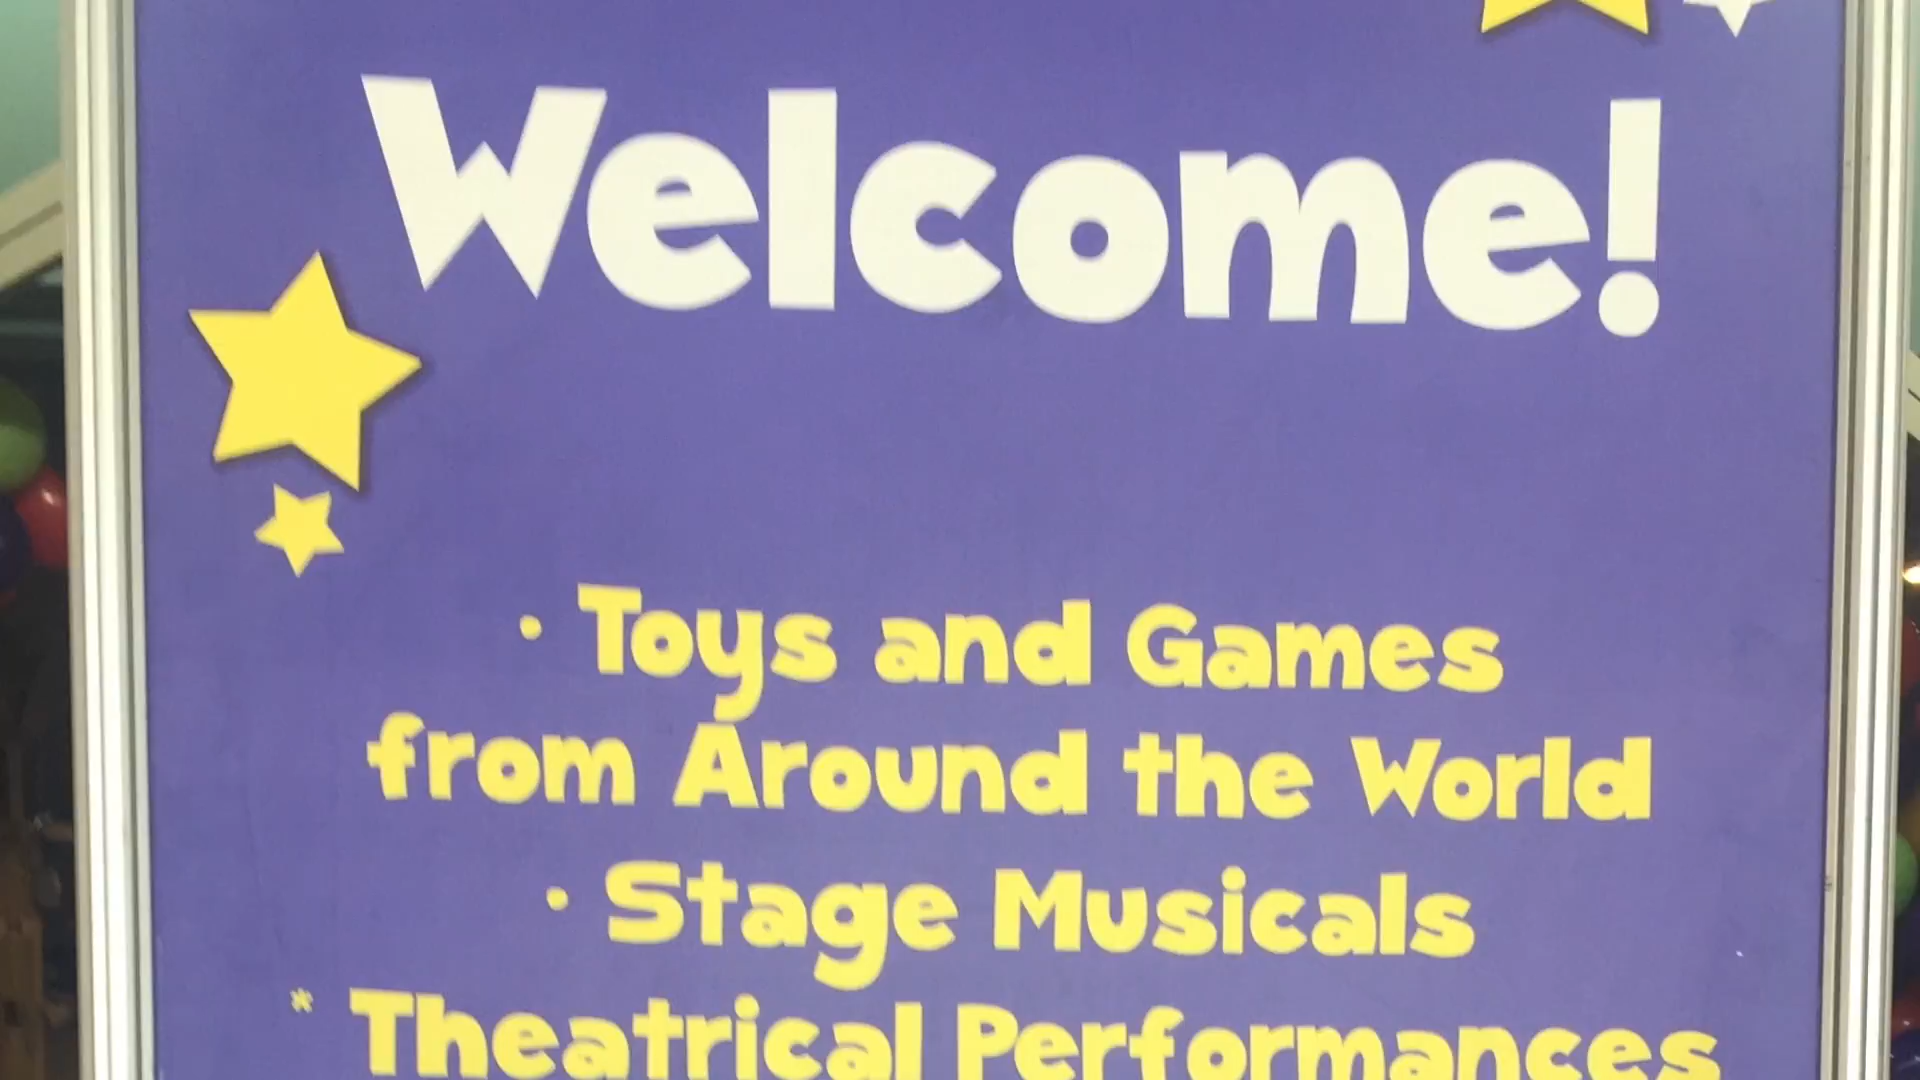 Welcome!
· Toys and Games
from Around the World
· Stage Musicals
* Theatrical Performances